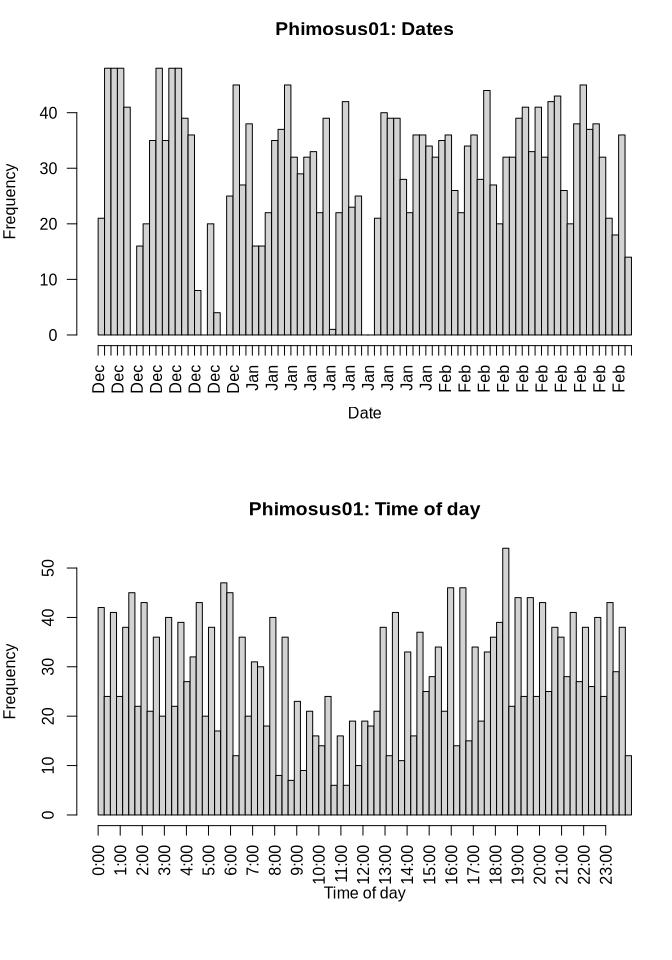 Phimosus01: Dates
Frequency
40
30
20
10
0
Dec Dec Dec Dec Dec Dec Dec Dec Jan Jan Jan Jan Jan Jan Jan Jan Jan Jan Feb Feb Feb Feb Feb Feb Feb Feb Feb Feb
Date
Phimosus01: Time of day
Frequency
50
40
30
20
10
0
0:00 1:00 2:00 3:00 4:00 5:00 6:00 7:00 8:00 9:00 10:00 11:00 12:00 13:00 14:00 15:00 16:00 17:00 18:00 19:00 20:00 21:00 22:00 23:00
Time of day